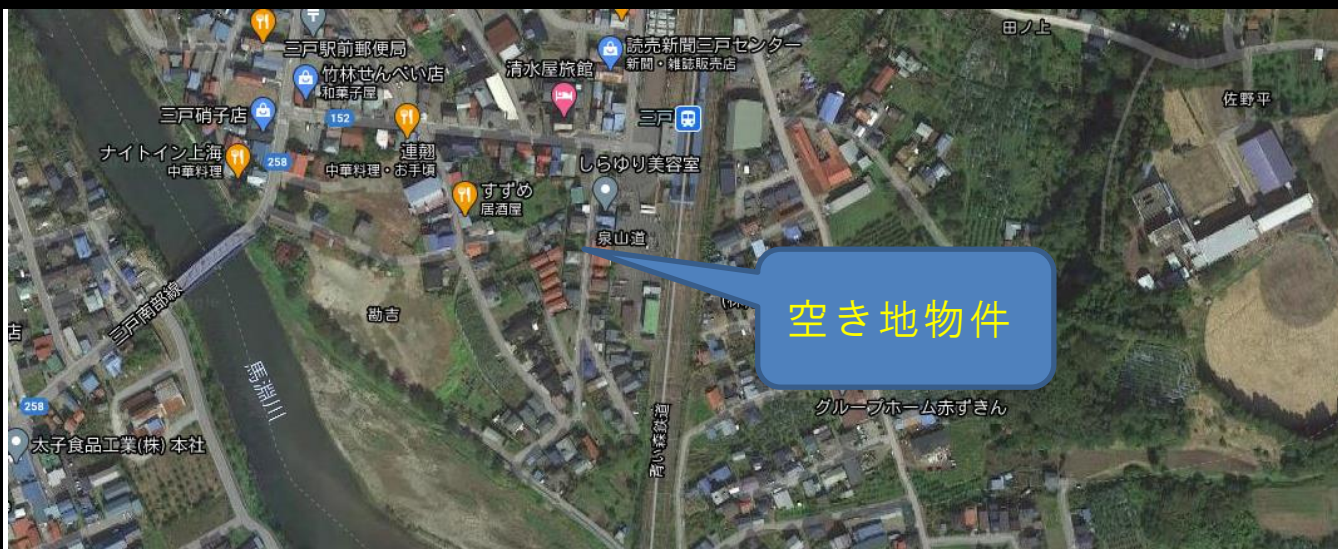 田ノ上
三戸駅前郵便局
読売新聞三戸センター
新聞・雑誌販売店
竹林せんべい店
和菓子屋
清水屋旅館
佐野平
三戸硝子店
152
三戸
ナイトイン上海
中華料理
258
連翹
中華料理・お手頃
しらゆり美容室
すずめ
居酒屋
泉山道
三戸南部線
勘吉
(株)
空き地物件
店
馬淵川
258
グループホーム赤ずきん
青い森鉄道
太子食品工業(株) 本社